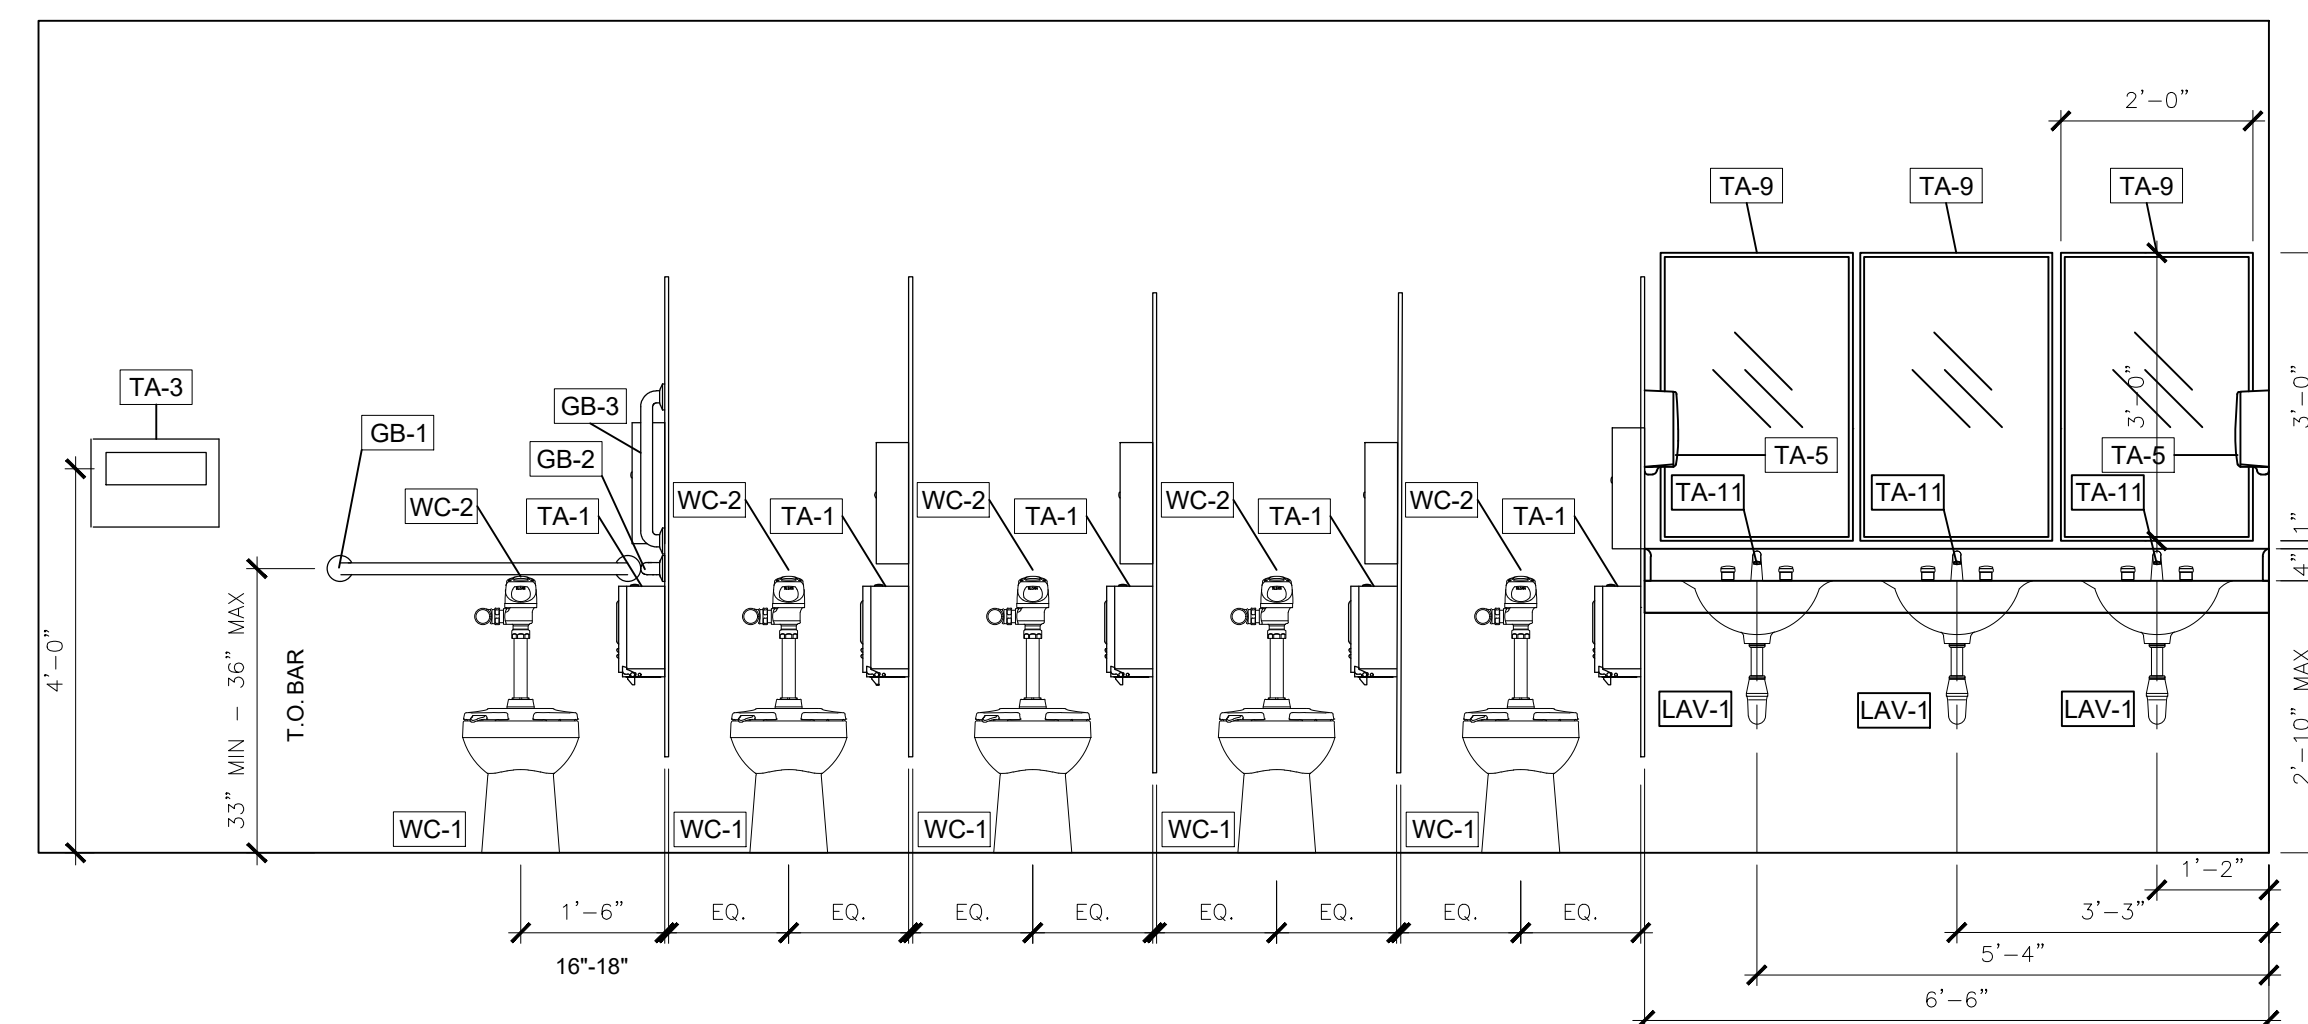 2'-0"
TA-9
TA-9
TA-9
TA-3
GB-3
GB-1
GB-2
3'-0"
3'-0"
TA-5
TA-5
WC-2
TA-1
WC-2
TA-1
WC-2
TA-1
WC-2
TA-1
WC-2
TA-1
TA-11
TA-11
TA-11
1"
4"
4'-0"
33" MIN - 36" MAX
T.O. BAR
LAV-1
LAV-1
LAV-1
2'-10" MAX
WC-1
WC-1
WC-1
WC-1
WC-1
1'-2"
1'-6"
EQ.
EQ.
EQ.
EQ.
EQ.
EQ.
EQ.
EQ.
3'-3"
16"-18"
5'-4"
6'-6"